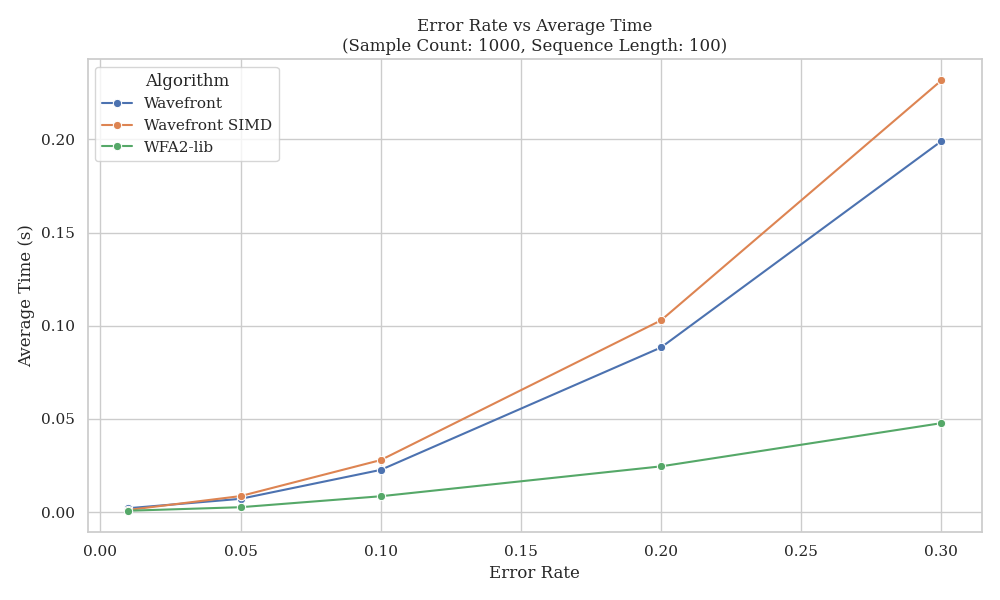 Error Rate vs Average Time
(Sample Count: 1000, Sequence Length: 100)
Algorithm
Wavefront
Wavefront SIMD
WFA2-lib
Average Time (s)
0.20
0.15
0.10
0.05
0.00
0.00 0.05 0.10 0.15 0.20 0.25 0.30
Error Rate